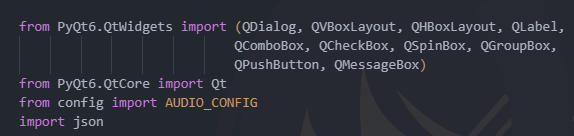 from PyQt6.QtWidgets import (QDialog, QVBoxLayout, QHBoxLayout, QLabel,
QComboBox, QCheckBox, QSpinBox, QGroupBox,
QPushButton, QMessageBox)
from PyQt6.QtCore import Qt
from config import AUDIO_CONFIG
import json